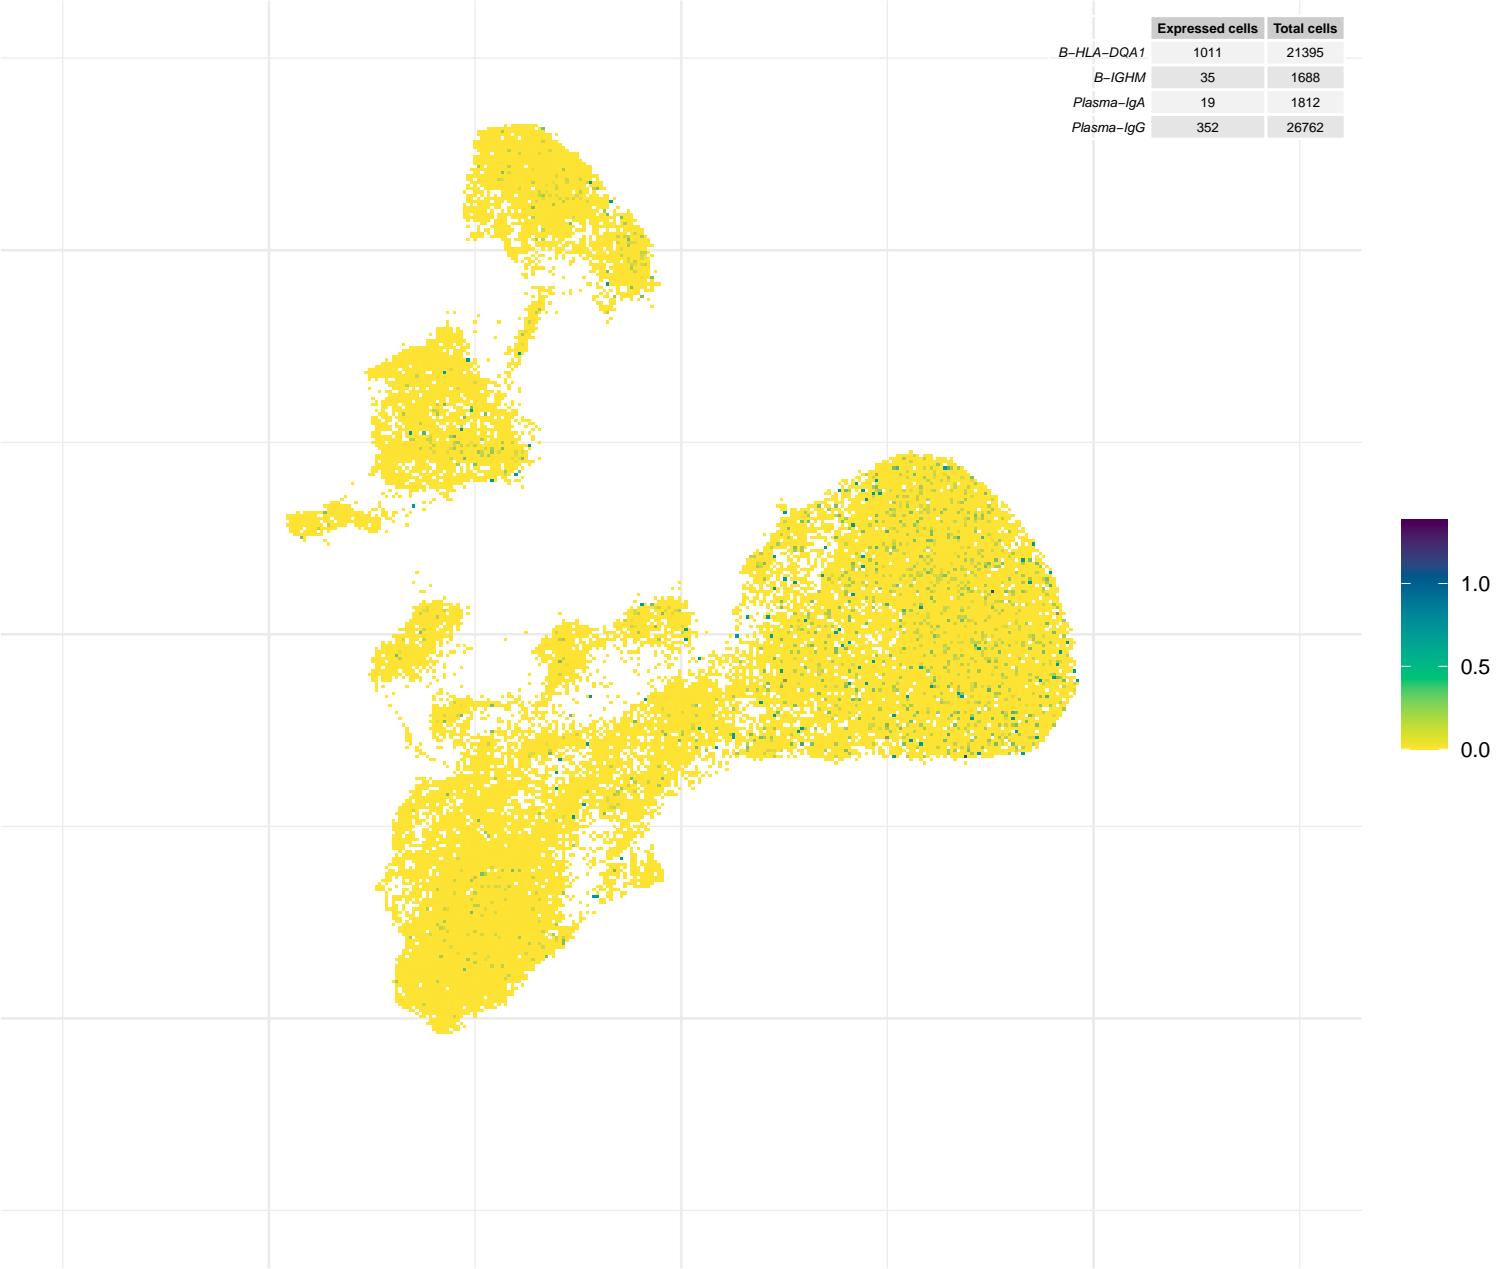 Expressed cells Total cells
B−HLA−DQA1 1011 21395
B−IGHM 35 1688
Plasma−IgA 19 1812
Plasma−IgG 352 26762
1.0
0.5
0.0